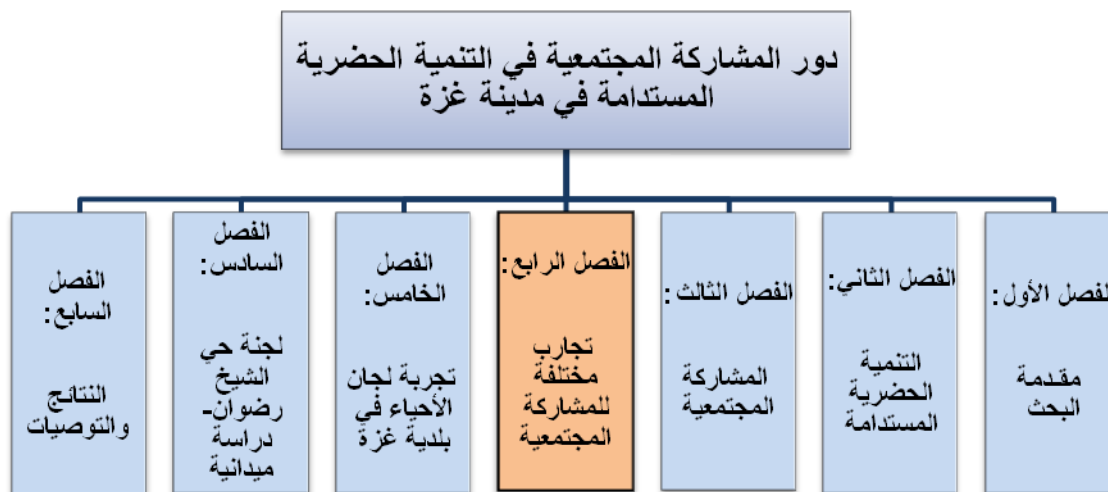 دور المشاركة المجتمعية في التنمية الحضرية
المستدامة في مدينة غزة
الفصل الأول:
مقدمة
البحث
الفصل الثاني:
التنمية
الحضرية
المستدامة
الفصل الثالث:
المشاركة
المجتمعية
الفصل الرابع:
تجارب
مختلفة
للمشاركة
المجتمعية
الفصل
الخامس:
تجربة لجان
الأحياء في
بلدية غزة
الفصل
السادس:
لجنة حي
الشيخ
رضوان-
دراسة
ميدانية
الفصل
السابع:
النتائج
والتوصيات